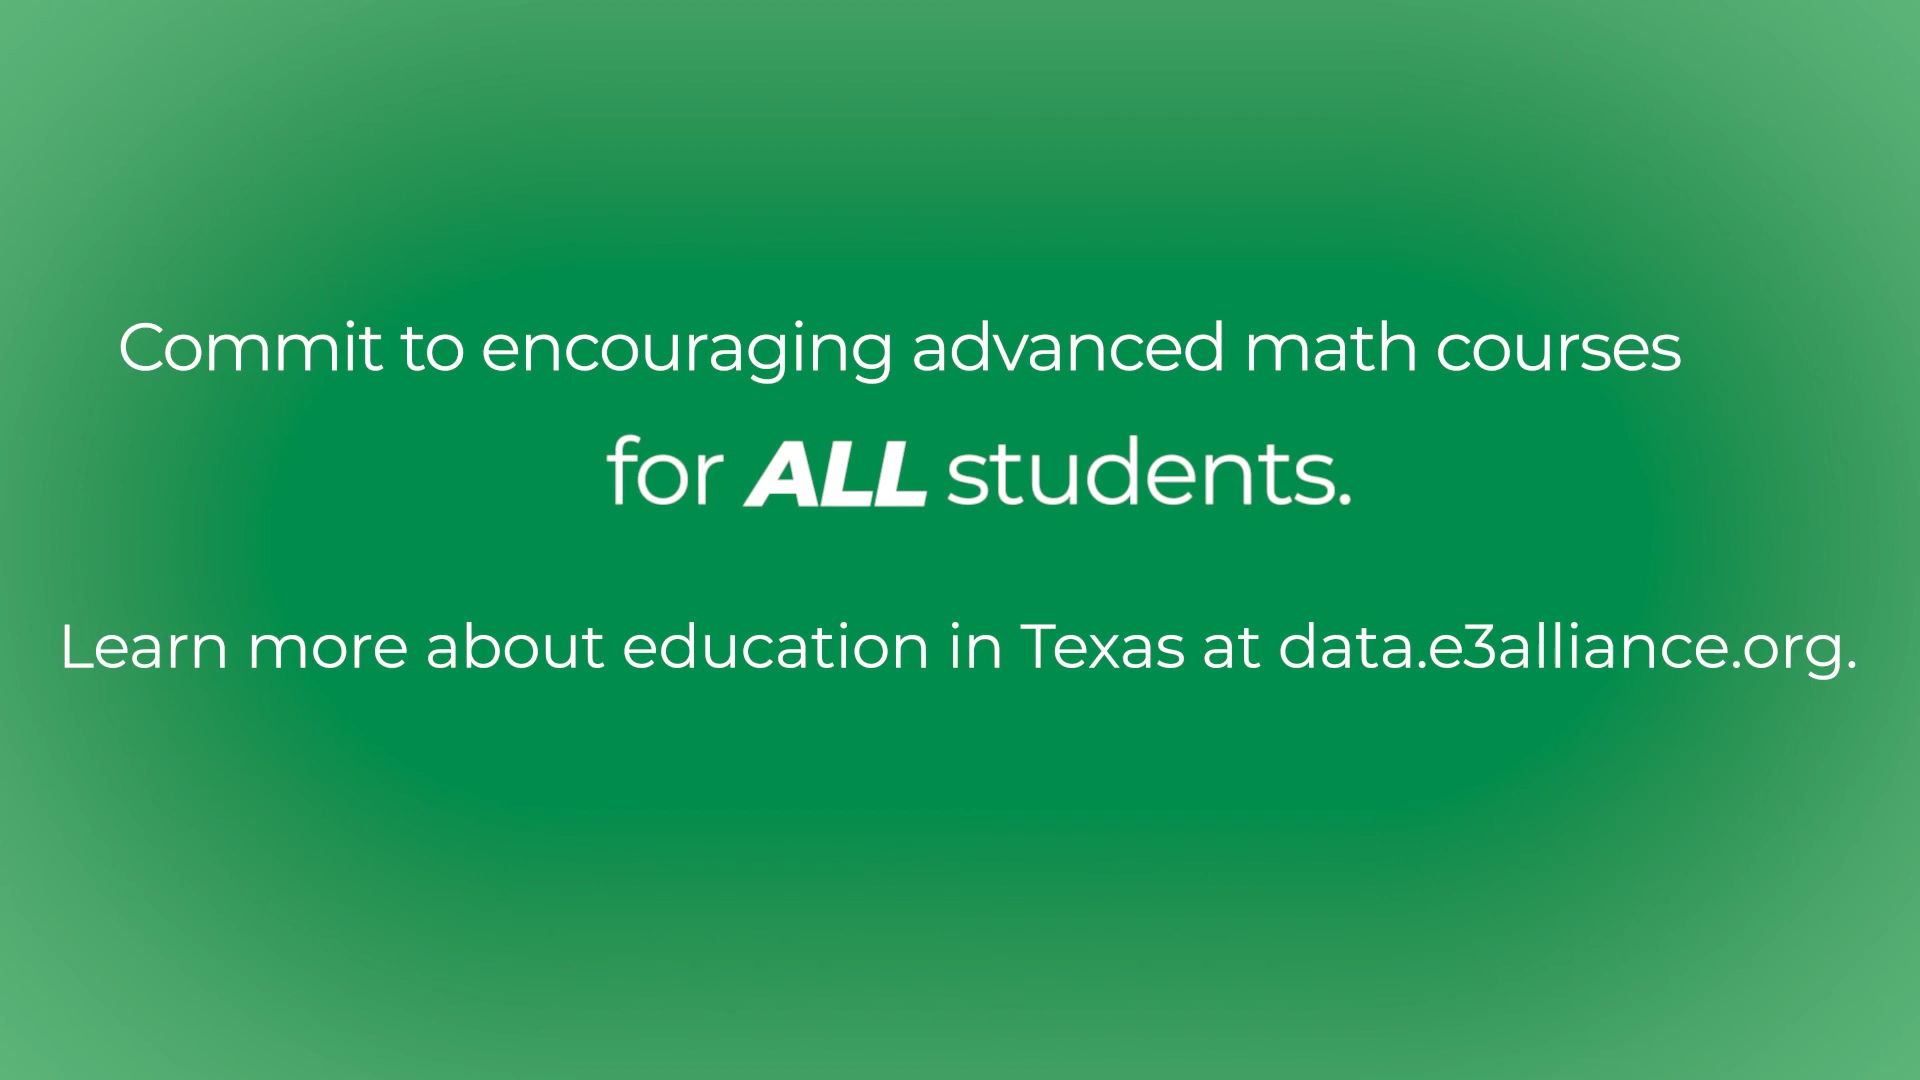 Commit to encouraging advanced math courses
for ALL students.
Learn more about education in Texas at data.e3alliance.org.